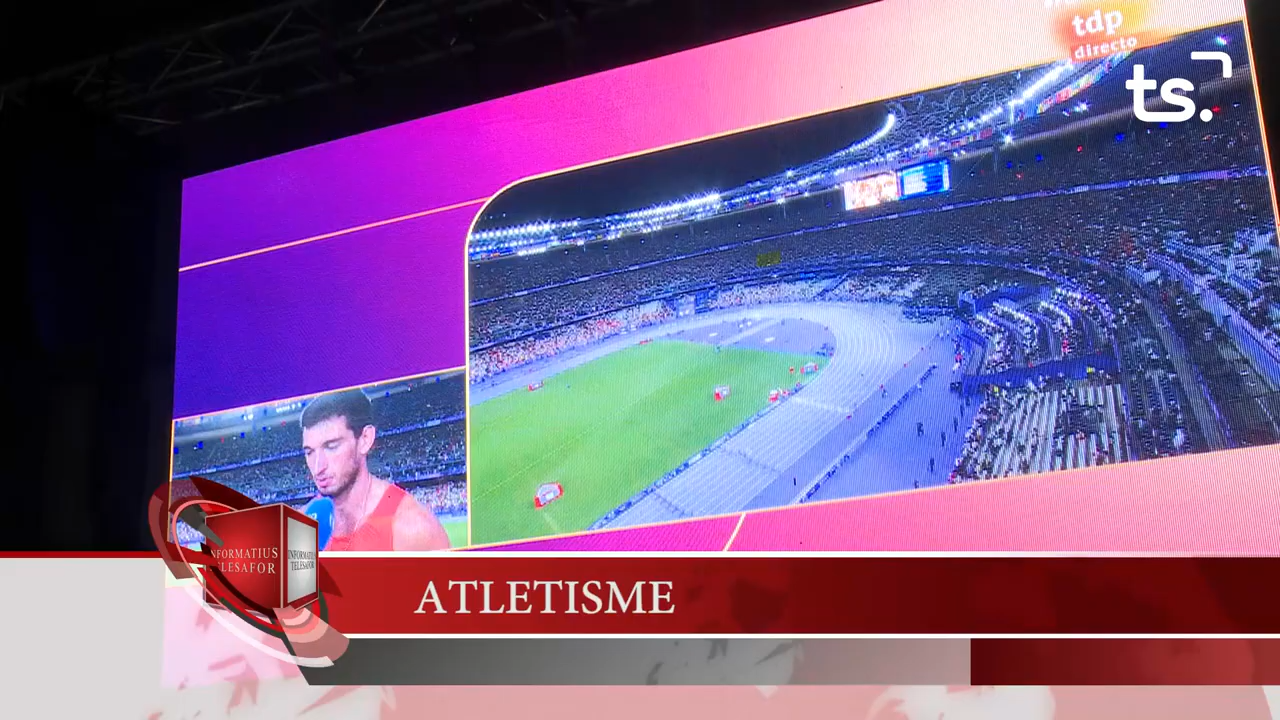 tdp
directo
ts.
INFORMATIUS
TELESAFOR
INFORMATIUS
TELESAFOR
ATLETISME